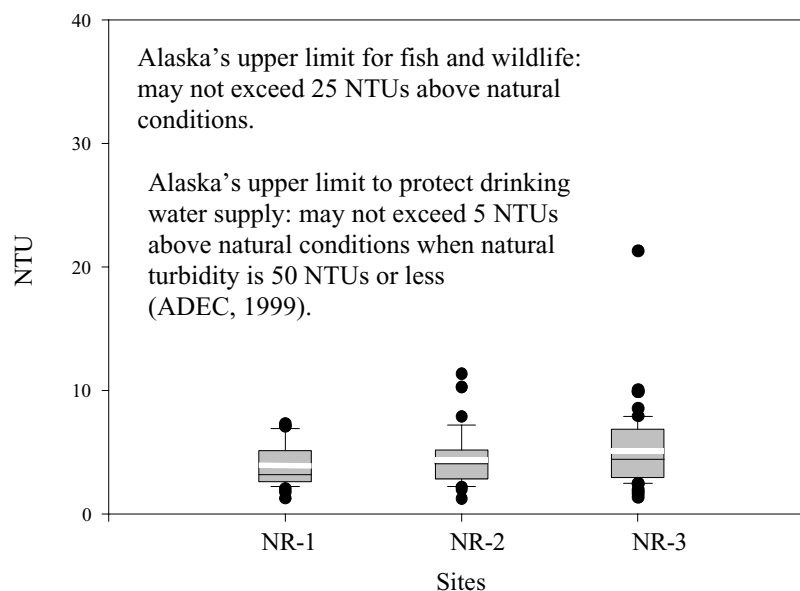 40
Alaska’s upper limit for fish and wildlife:
may not exceed 25 NTUs above natural
conditions.
30
Alaska’s upper limit to protect drinking
water supply: may not exceed 5 NTUs
above natural conditions when natural
turbidity is 50 NTUs or less
(ADEC, 1999).
NTU
20
10
0
NR-1 NR-2 NR-3
Sites